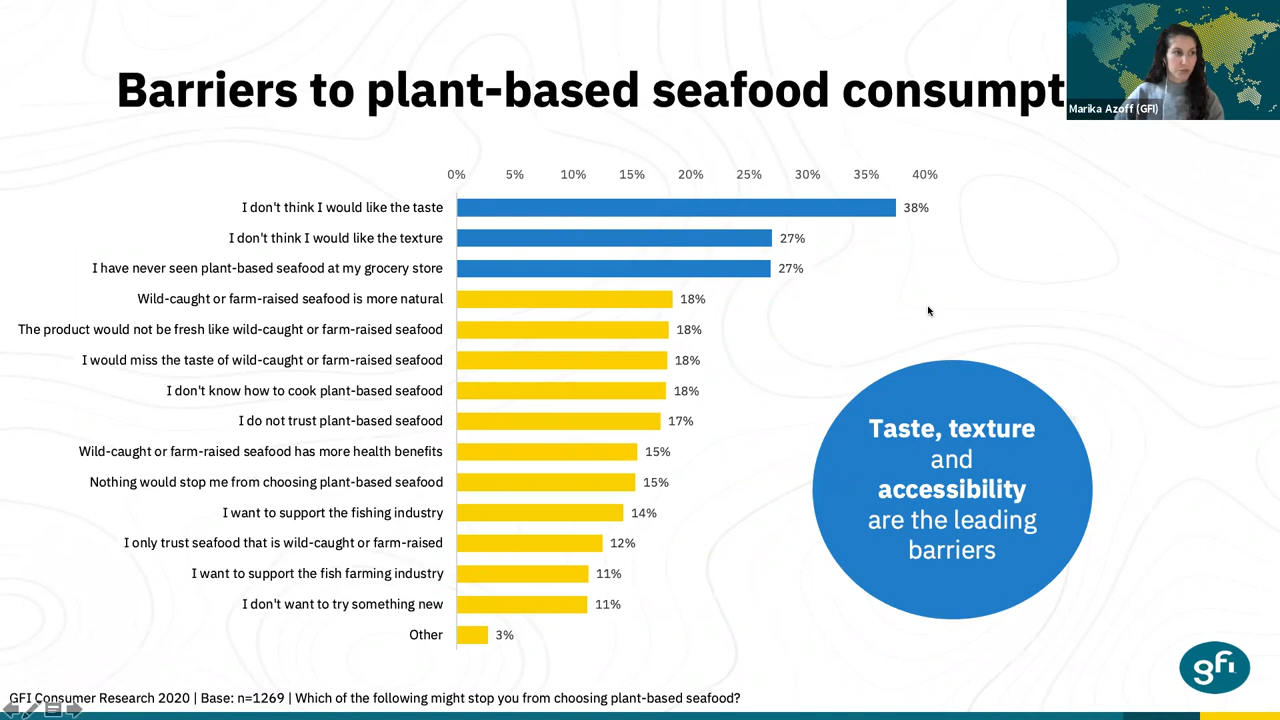 Barriers to plant-based seafood consumpt
Marika Azoff (GFI)
0% 5% 10% 15% 20% 25% 30% 35% 40%
I don't think I would like the taste 38%
I don't think I would like the texture 27%
I have never seen plant-based seafood at my grocery store 27%
Wild-caught or farm-raised seafood is more natural 18%
The product would not be fresh like wild-caught or farm-raised seafood 18%
I would miss the taste of wild-caught or farm-raised seafood 18%
I don't know how to cook plant-based seafood 18%
I do not trust plant-based seafood 17%
Wild-caught or farm-raised seafood has more health benefits 15%
Nothing would stop me from choosing plant-based seafood 15%
I want to support the fishing industry 14%
I only trust seafood that is wild-caught or farm-raised 12%
I want to support the fish farming industry 11%
I don't want to try something new 11%
Other 3%
Taste, texture
and
accessibility
are the leading
barriers
gfi
GFI Consumer Research 2020 | Base: n=1269 | Which of the following might stop you from choosing plant-based seafood?